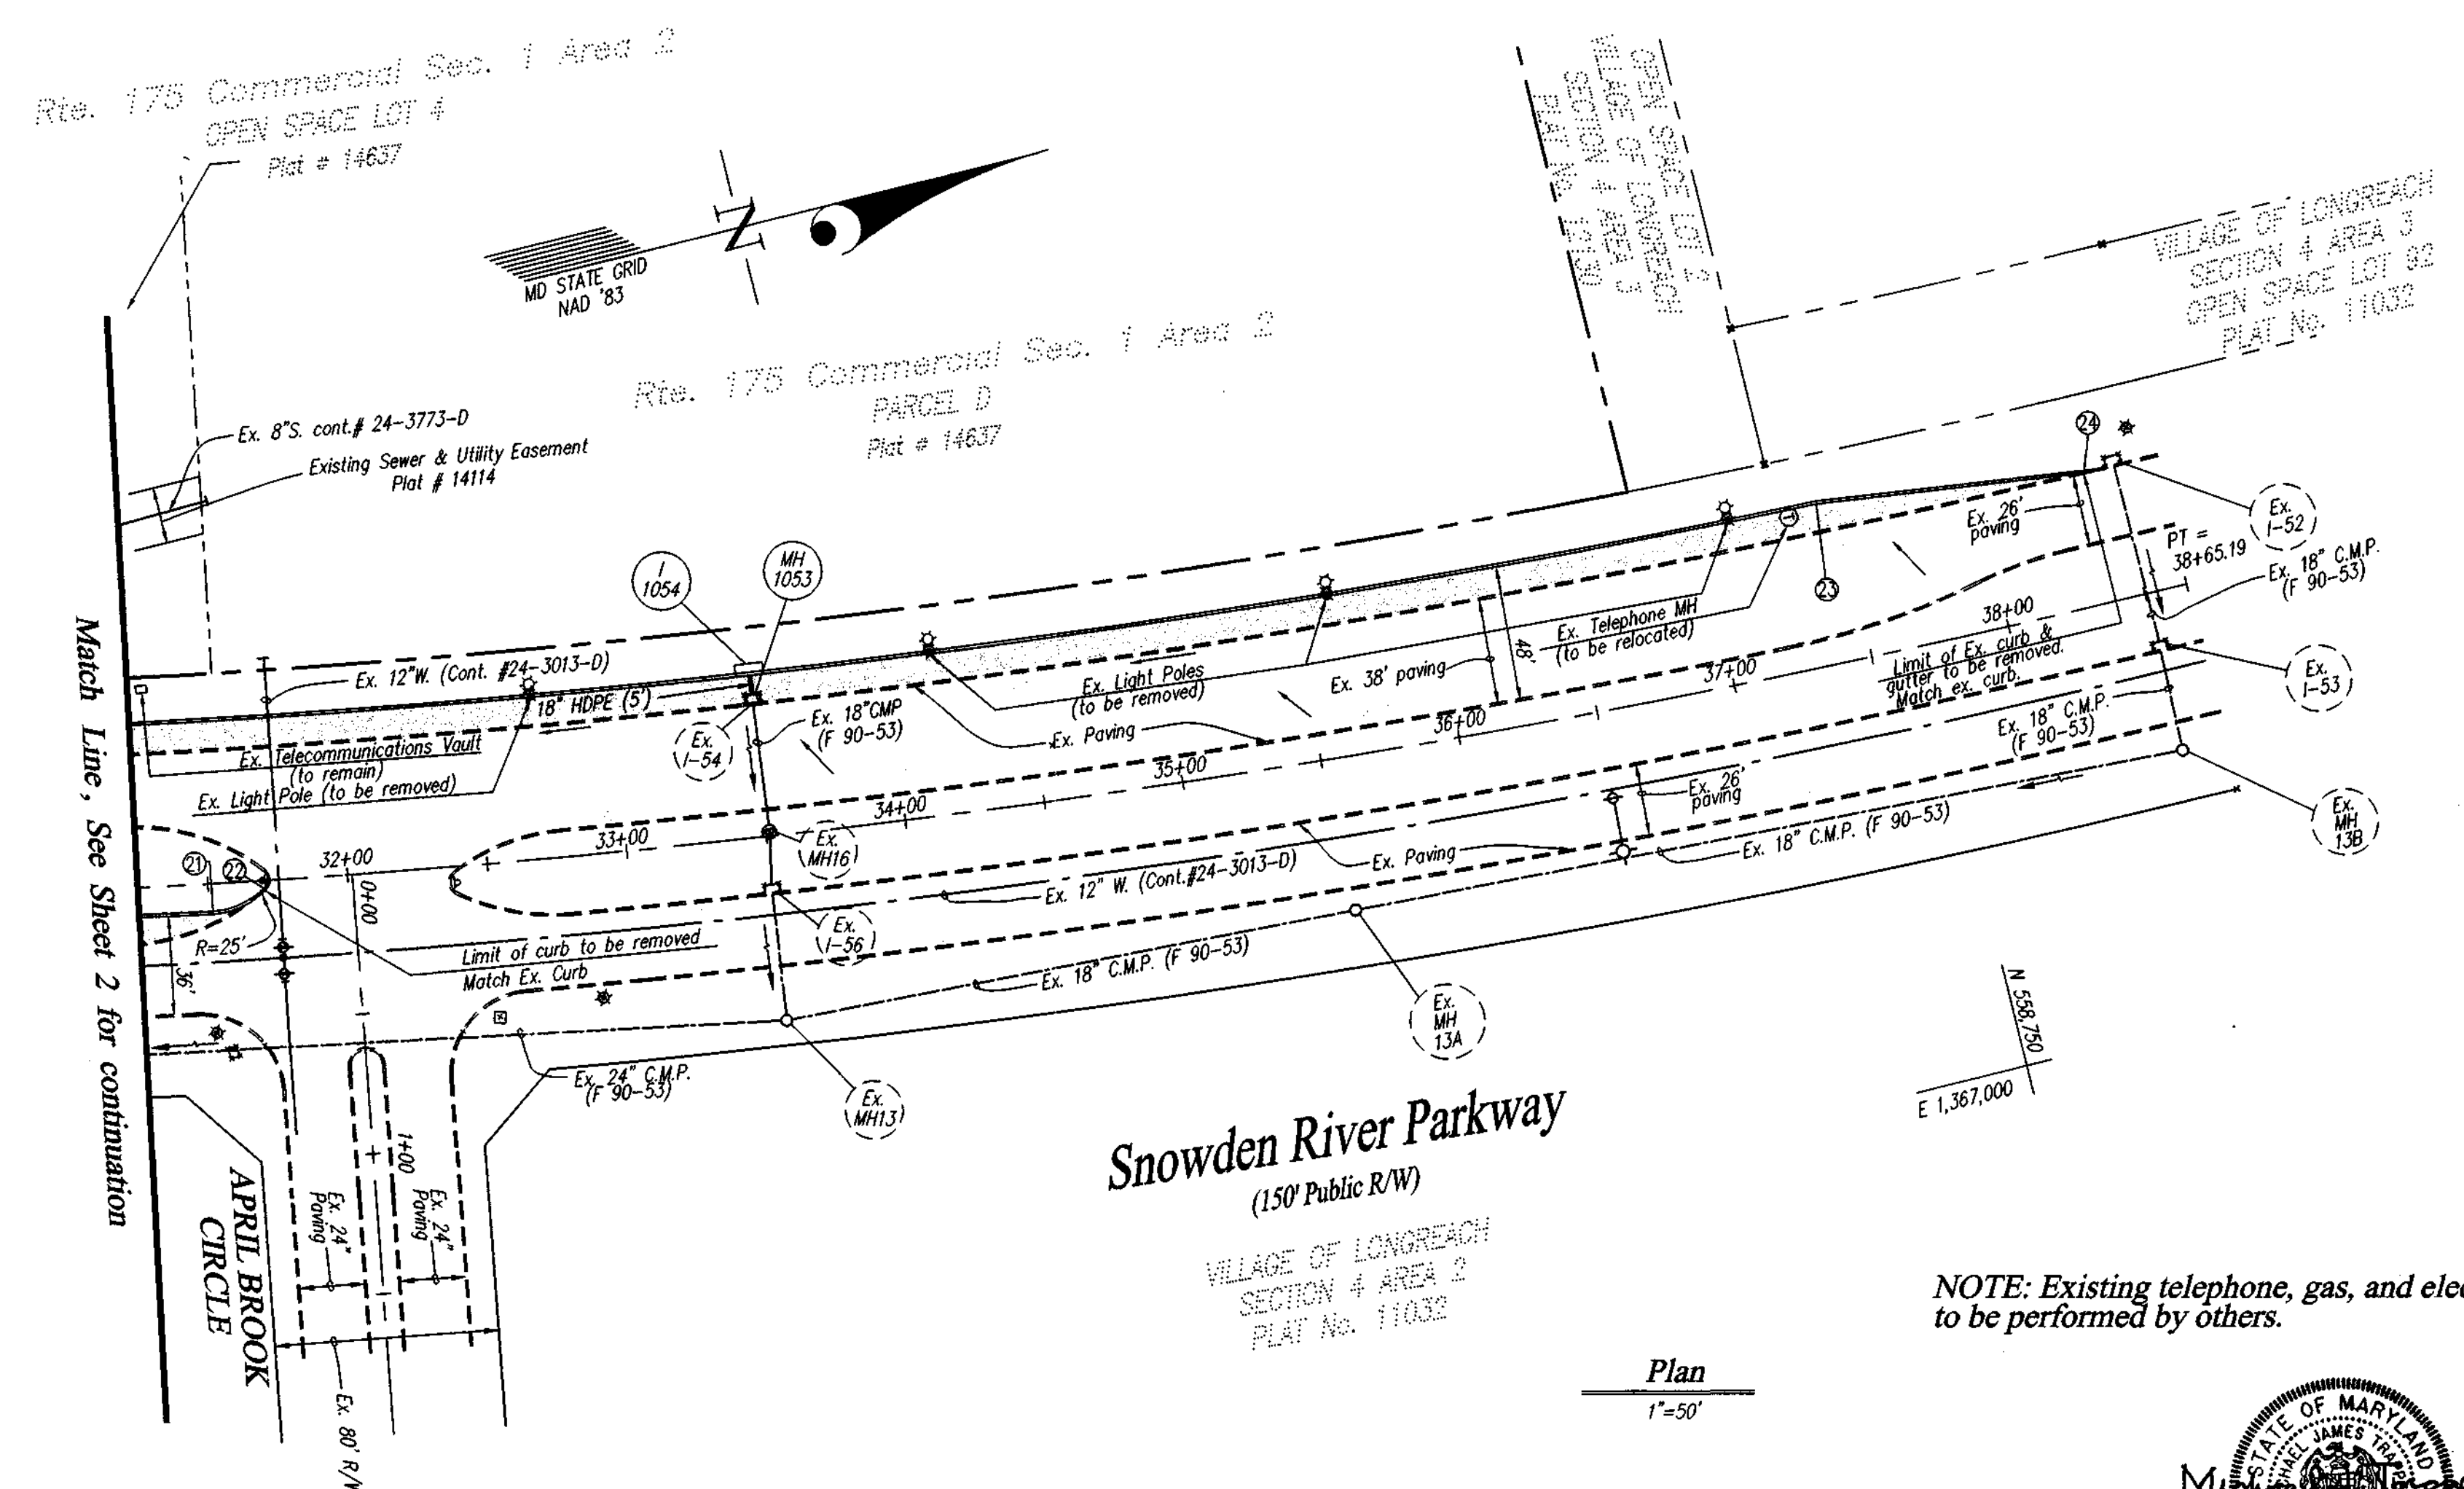 Rte. 175 Commercial Sec. 1 Area 2
OPEN SPACE LOT 4
Plat # 14637
N
MD STATE GRID
NAD '83
Rte. 175 Commercial Sec. 1 Area 2
PARCEL D
Plat # 14637
OPEN SPACE LOT 2
VILLAGE OF LONGREACH
SECTION 4 AREA 3
PLAT No.
VILLAGE OF LONGREACH
SECTION 4 AREA 3
OPEN SPACE LOT 92
PLAT No. 11032
Ex. 8"S. cont.# 24-3773-D
Existing Sewer & Utility Easement
Plat # 14114
Match Line, See Sheet 2 for continuation
I
1054
MH
1053
24
Ex.
I-52
Ex. 26'
paving
PT =
38+65.19
Ex. 18" C.M.P.
(F 90-53)
T
23
Ex. 12"W. (Cont. #24-3013-D)
18" HDPE (5')
Ex.
I-54
Ex. 18"CMP
(F 90-53)
Ex. Light Poles
(to be removed)
Ex. Paving
Ex. 38' paving
48'
Ex. Telephone MH
(to be relocated)
Limit of Ex. curb &
gutter to be removed.
Match ex. curb.
Ex.
I-53
Ex. 18" C.M.P.
(F 90-53)
Ex. Telecommunications Vault
(to remain)
Ex. Light Pole (to be removed)
32+00
33+00
34+00
35+00
36+00
37+00
38+00
21
22
0+00
R=25'
36'
Ex.
MH16
Ex.
I-56
Ex. 12" W. (Cont.#24-3013-D)
Ex. Paving
Ex. 26'
paving
Ex. 18" C.M.P. (F 90-53)
Ex.
MH
13B
Limit of curb to be removed
Match Ex. Curb
Ex. 18" C.M.P. (F 90-53)
Ex.
MH
13A
Ex. 24" C.M.P.
(F 90-53)
Ex.
MH13
N 558,750
E 1,367,000
1+00
APRIL BROOK
CIRCLE
Ex. 24"
Paving
Ex. 24"
Paving
Ex. 80' R/W
Snowden River Parkway
(150' Public R/W)
VILLAGE OF LONGREACH
SECTION 4 AREA 2
PLAT No. 11032
NOTE: Existing telephone, gas, and
to be performed by others.
Plan
1"=50'
STATE OF MARYLAND
JAMES